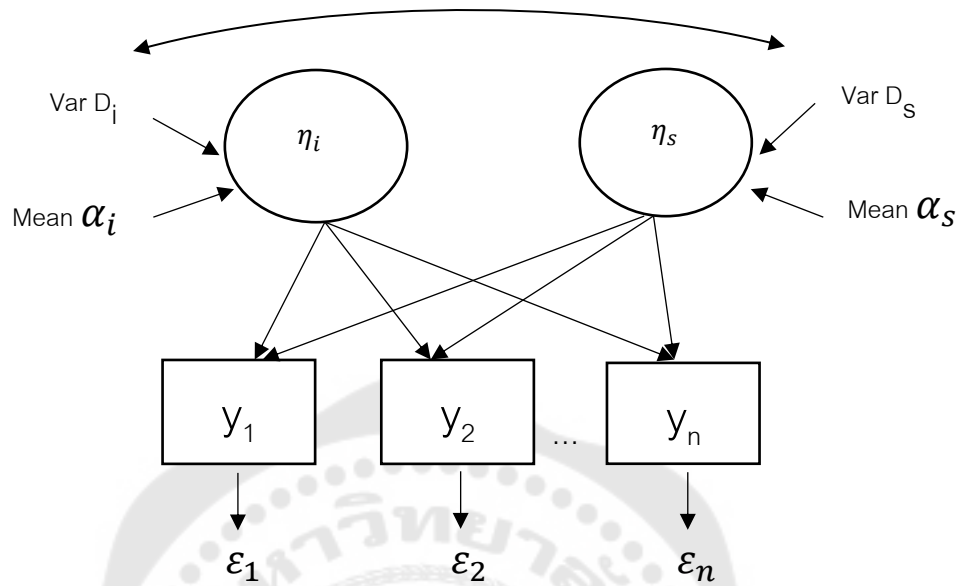 Var D_i
η_i
η_s
Var D_s
Mean α_i
Mean α_s
y_1
y_2
...
y_n
ε_1
ε_2
ε_n